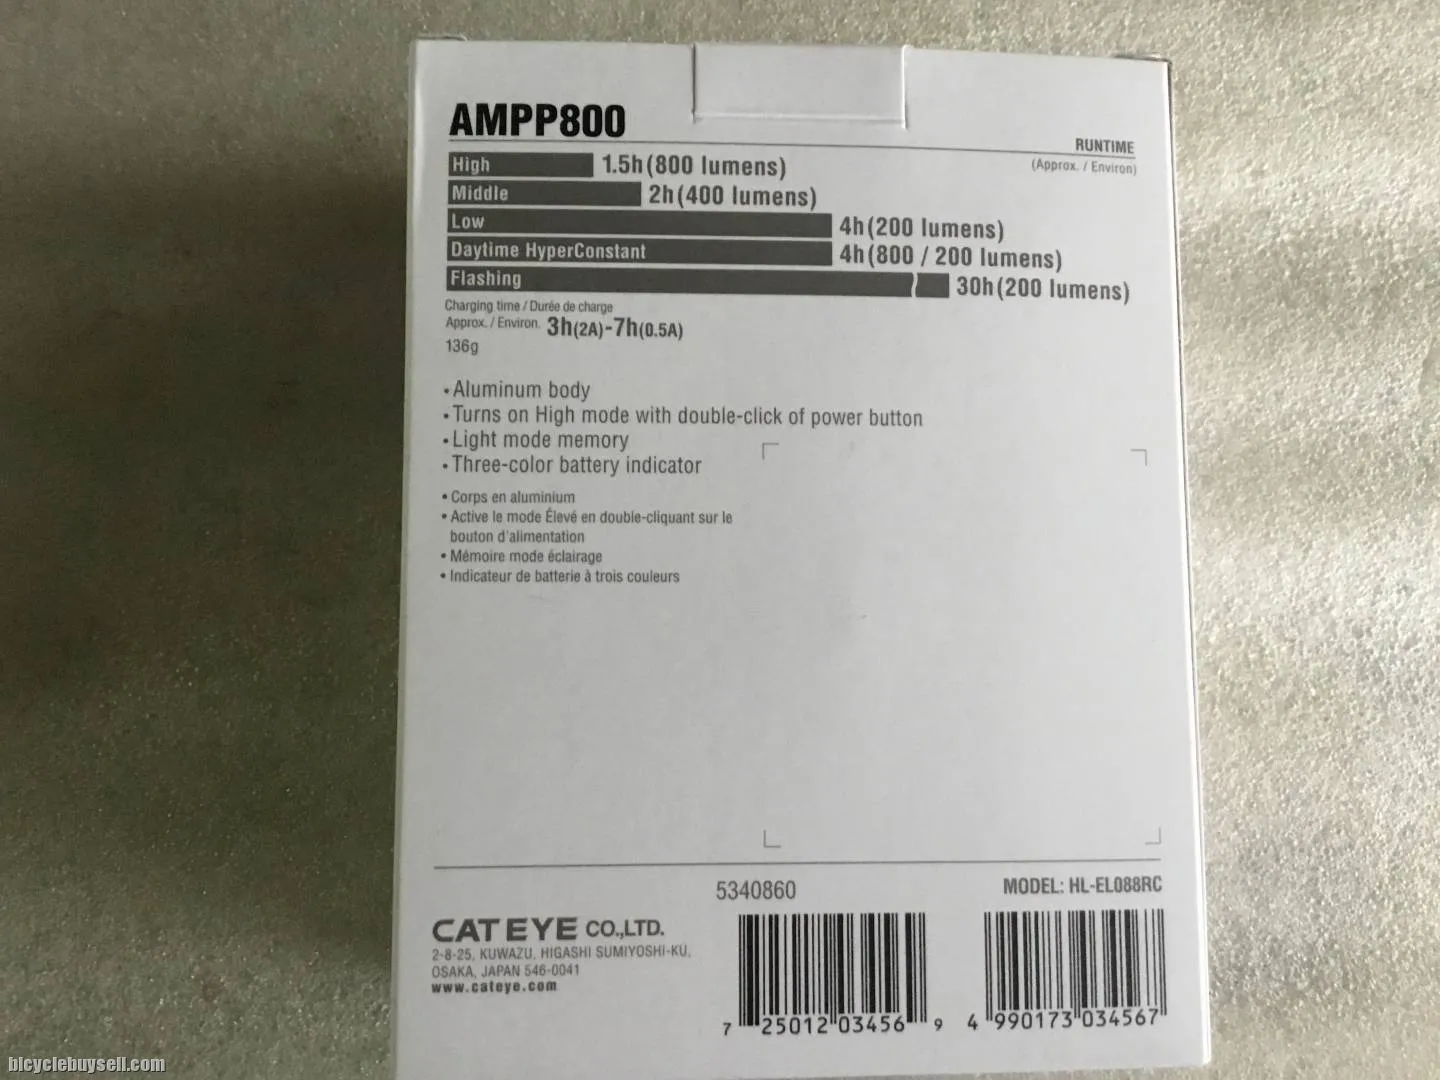 AMPP800
RUNTIME
(Approx. / Environ)
High 1.5h(800 lumens)
Middle 2h(400 lumens)
Low 4h(200 lumens)
Daytime HyperConstant 4h(800 / 200 lumens)
Flashing 30h(200 lumens)
Charging time / Durée de charge
Approx. / Environ. 3h(2A)-7h(0.5A)
136g
•Aluminum body
•Turns on High mode with double-click of power button
•Light mode memory
•Three-color battery indicator
• Corps en aluminium
• Active le mode Élevé en double-cliquant sur le
bouton d'alimentation
• Mémoire mode éclairage
• Indicateur de batterie à trois couleurs
5340860
MODEL: HL-EL088RC
CATEYE CO.,LTD.
2-8-25, KUWAZU, HIGASHI SUMIYOSHI-KU,
OSAKA, JAPAN 546-0041
www.cateye.com
7 25012 03456 9
4 990173 034567
bicyclebuysell.com